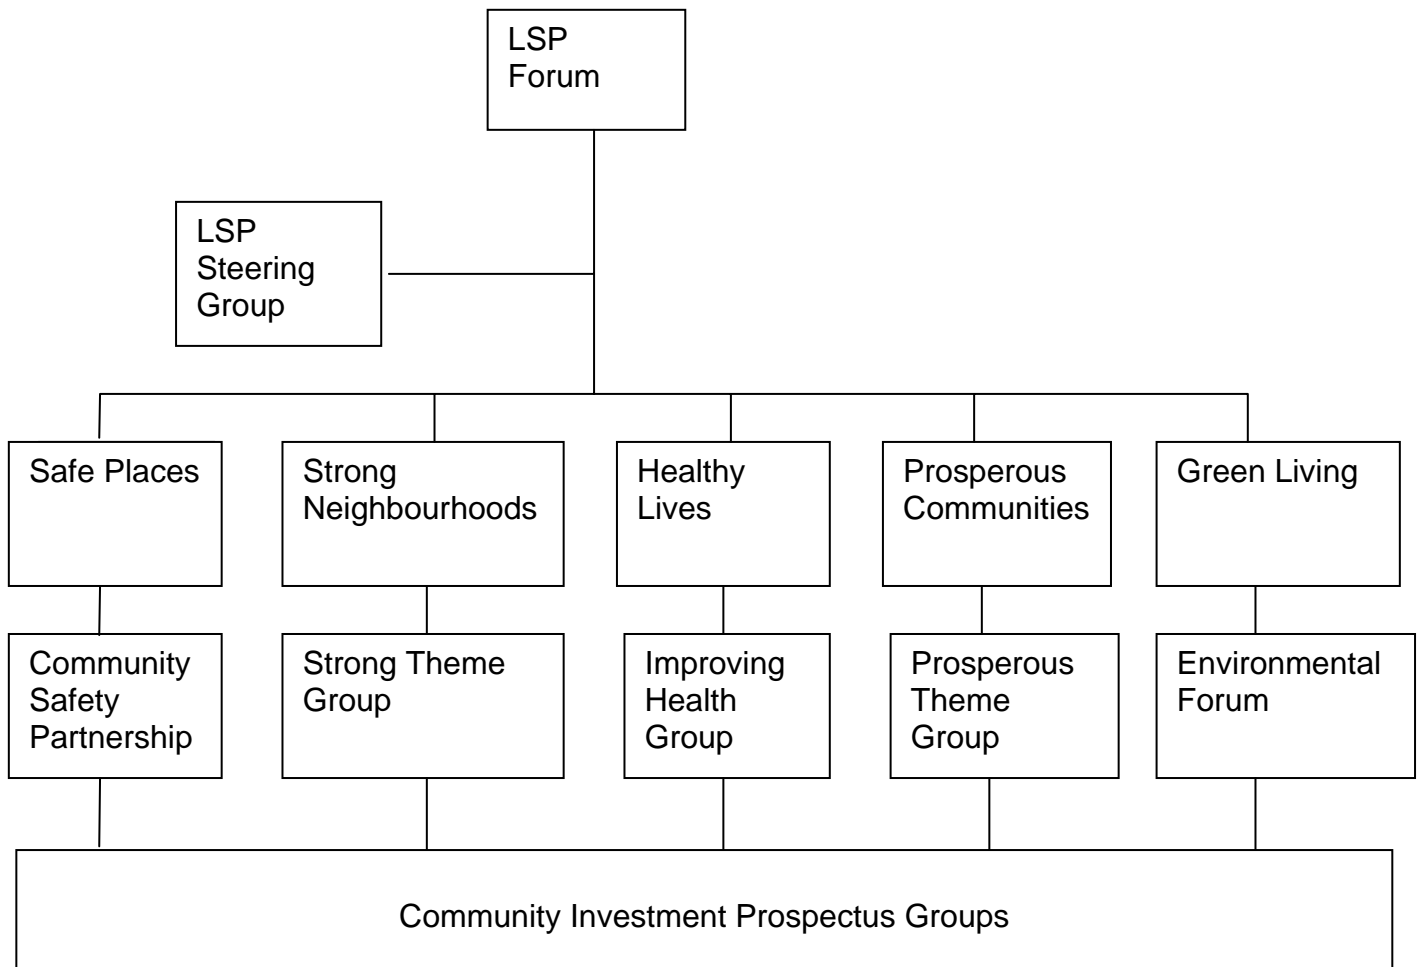 LSP
Forum
LSP
Steering
Group
Safe Places
Strong
Neighbourhoods
Healthy
Lives
Prosperous
Communities
Green Living
Community
Safety
Partnership
Strong Theme
Group
Improving
Health
Group
Prosperous
Theme
Group
Environmental
Forum
Community Investment Prospectus Groups